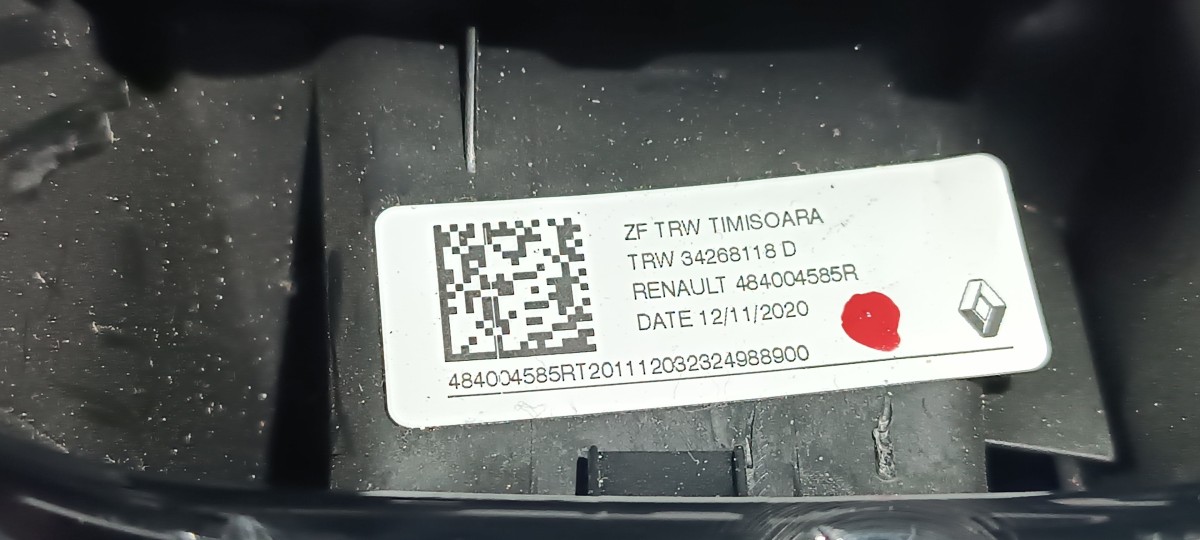 ZF TRW TIMISOARA
TRW 34268118 D
RENAULT 484004585R
DATE 12/11/2020
484004585RT201112032324988900